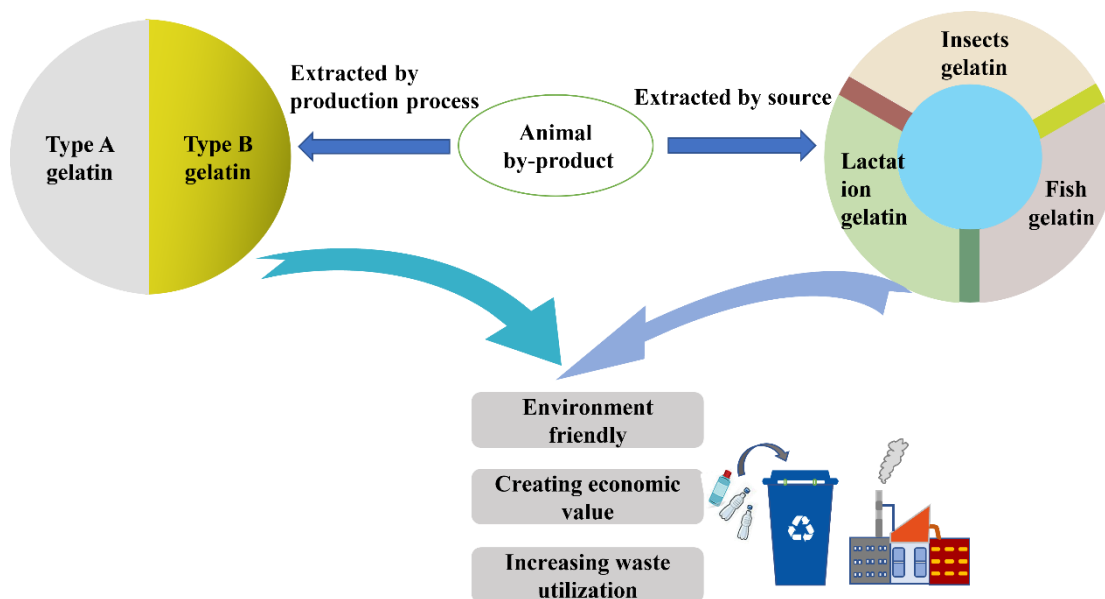 Type A
gelatin
Type B
gelatin
Extracted by
production process
Animal
by-product
Extracted by source
Insects
gelatin
Lactat
ion
gelatin
Fish
gelatin
Environment
friendly
Creating economic
value
Increasing waste
utilization